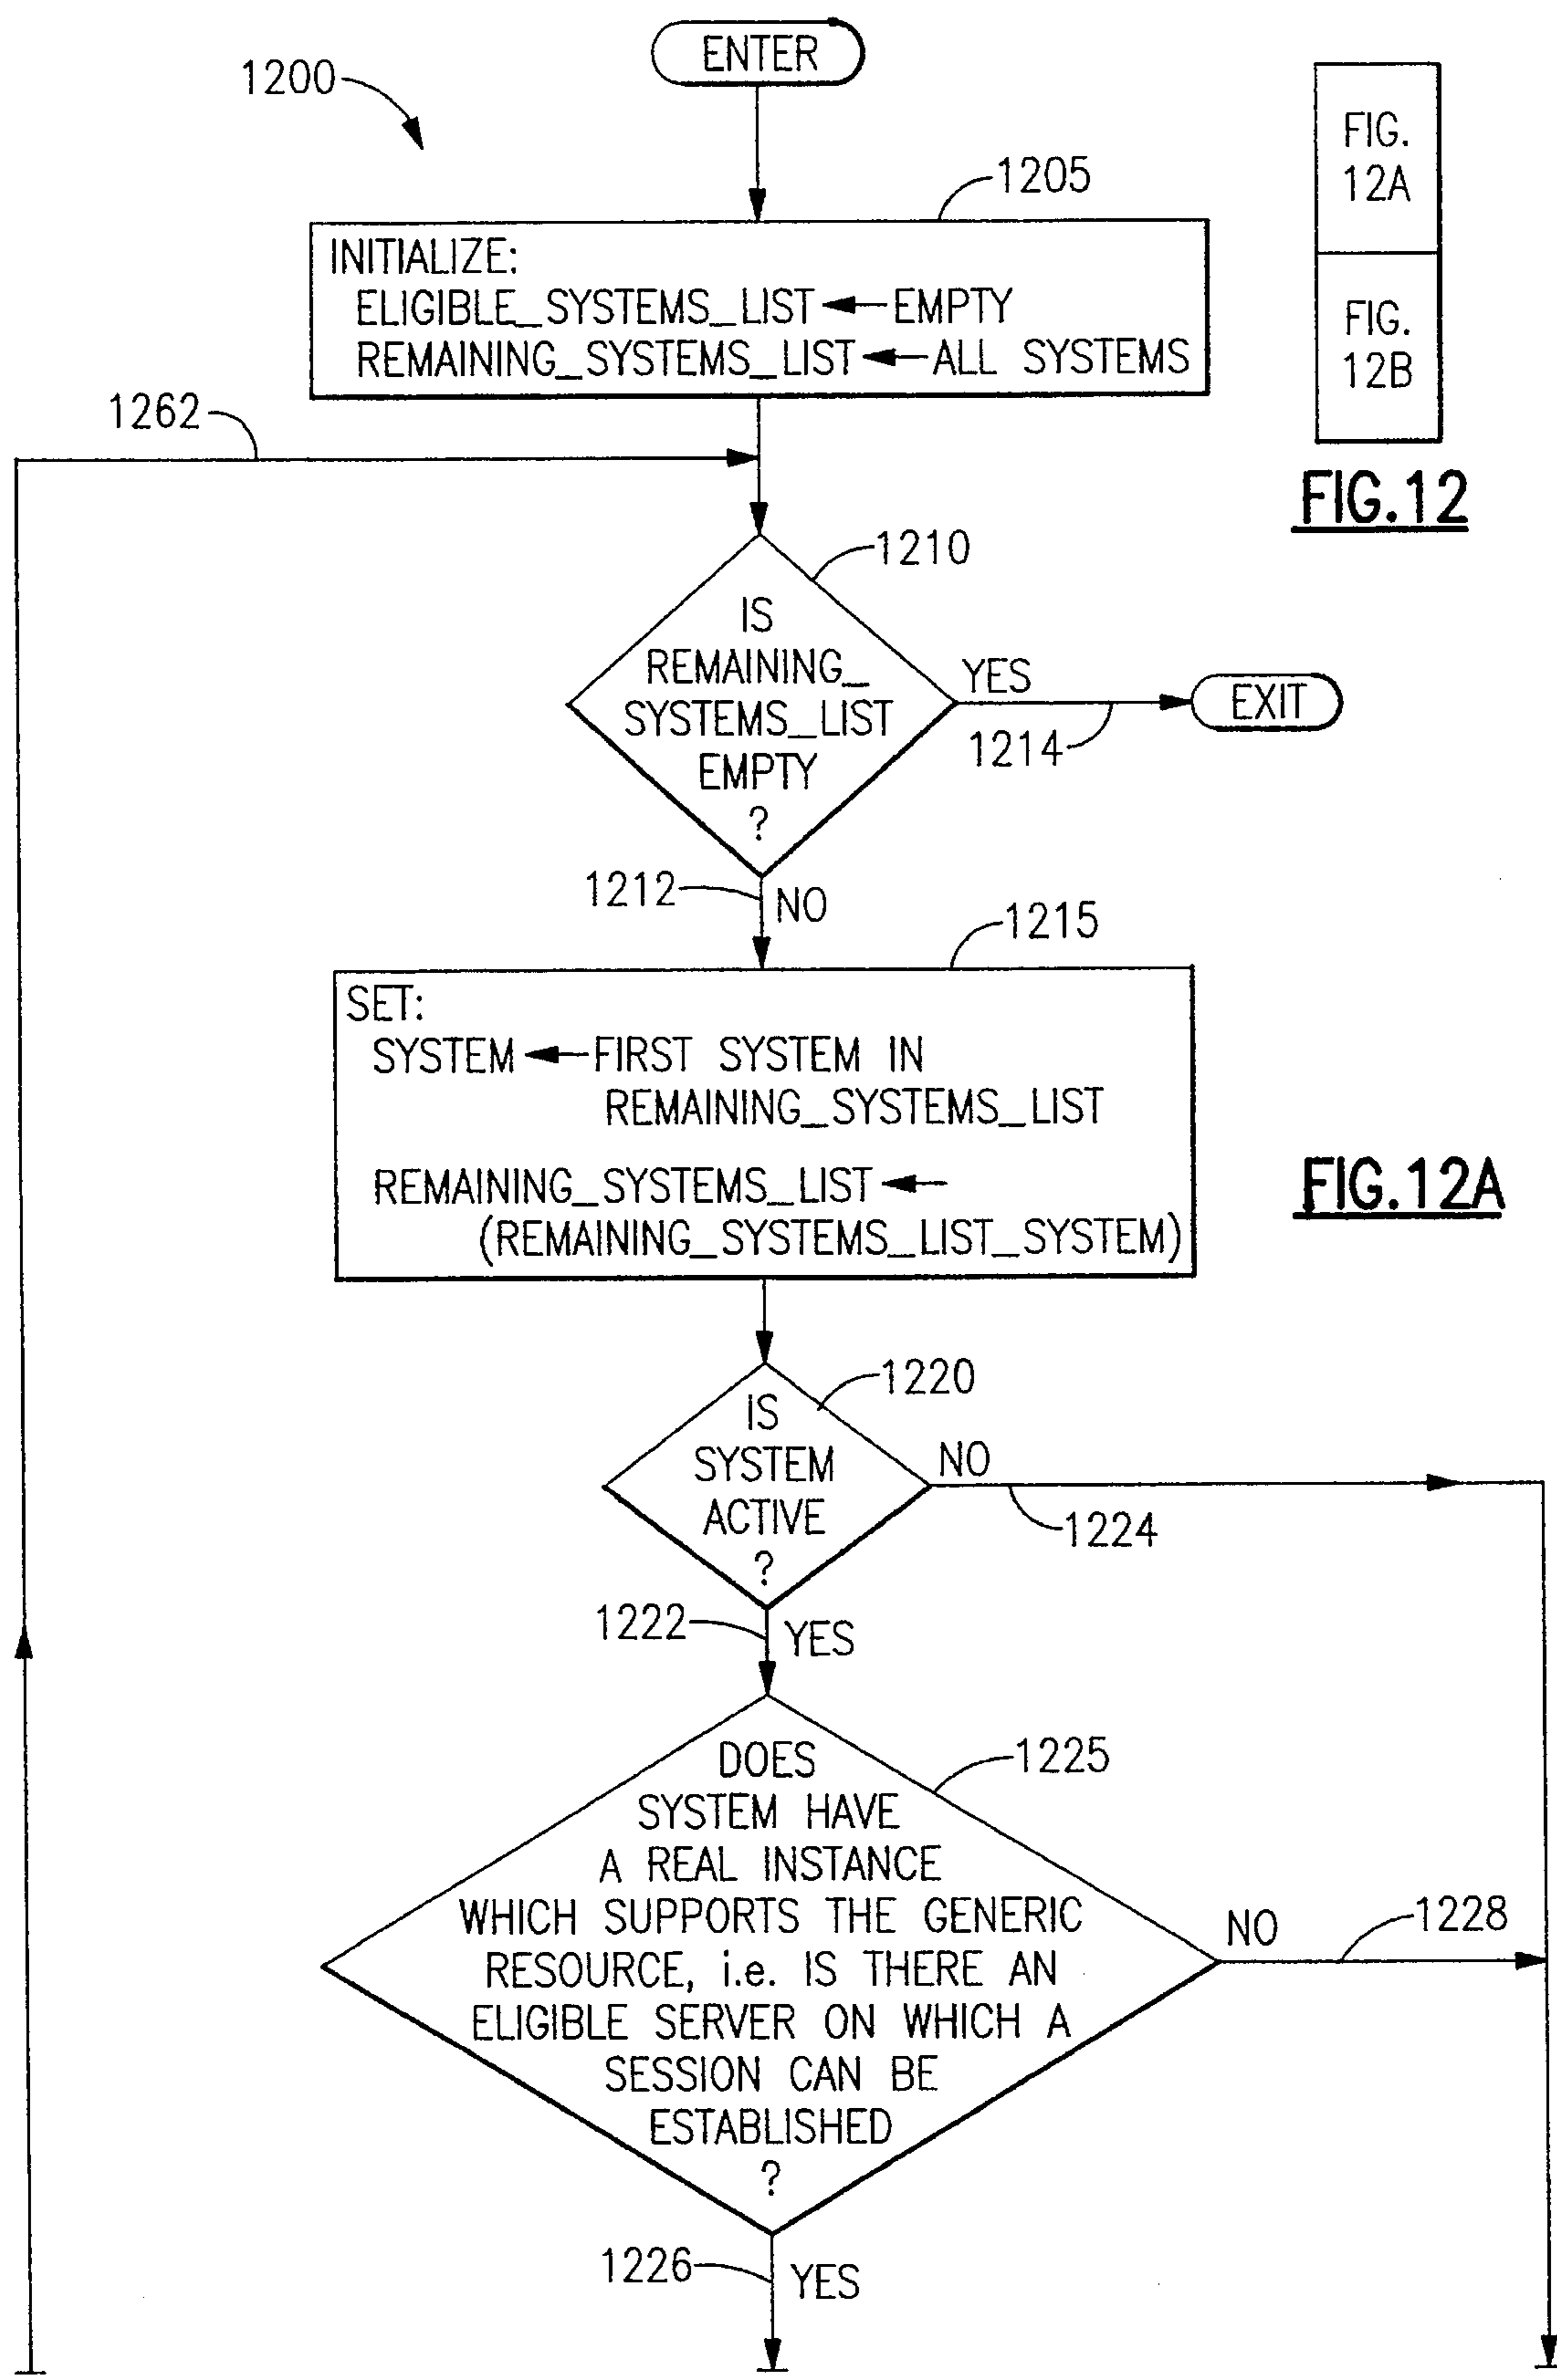 ENTER
1200
FIG.
12A
FIG.
12B
FIG.12
1205
INITIALIZE:
ELIGIBLE_SYSTEMS_LIST ← EMPTY
REMAINING_SYSTEMS_LIST ← ALL SYSTEMS
1262
1210
IS
REMAINING_
SYSTEMS_LIST
EMPTY
?
YES
1214
EXIT
1212
NO
1215
SET:
SYSTEM ← FIRST SYSTEM IN
REMAINING_SYSTEMS_LIST
REMAINING_SYSTEMS_LIST ←
(REMAINING_SYSTEMS_LIST_SYSTEM)
FIG.12A
1220
IS
SYSTEM
ACTIVE
?
NO
1224
1222
YES
1225
DOES
SYSTEM HAVE
A REAL INSTANCE
WHICH SUPPORTS THE GENERIC
RESOURCE, i.e. IS THERE AN
ELIGIBLE SERVER ON WHICH A
SESSION CAN BE
ESTABLISHED
?
NO
1228
1226
YES